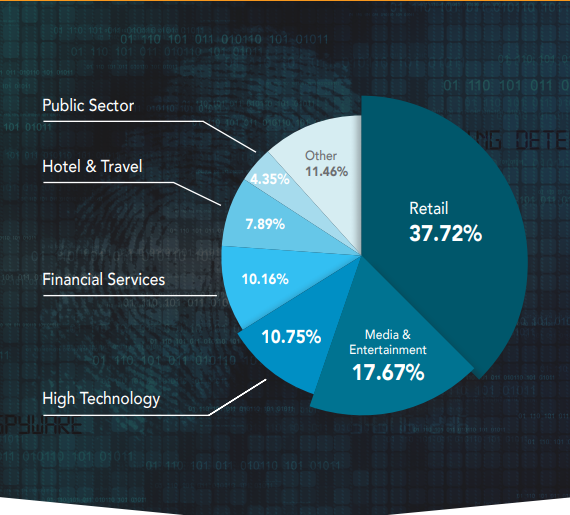 Public Sector
Hotel & Travel
Financial Services
High Technology
Other
11.46%
4.35%
7.89%
10.16%
10.75%
Media &
Entertainment
17.67%
Retail
37.72%